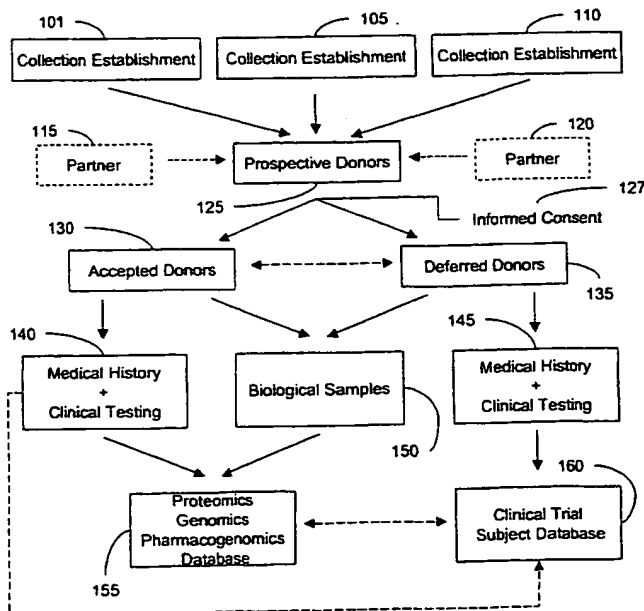 101
105
110
Collection Establishment
Collection Establishment
Collection Establishment
115
120
Partner
Prospective Donors
Partner
125
127
Informed Consent
130
Accepted Donors
Deferred Donors
135
140
145
Medical History
+
Clinical Testing
Biological Samples
Medical History
+
Clinical Testing
150
160
Proteomics
Genomics
Pharmacogenomics
Database
Clinical Trial
Subject Database
155